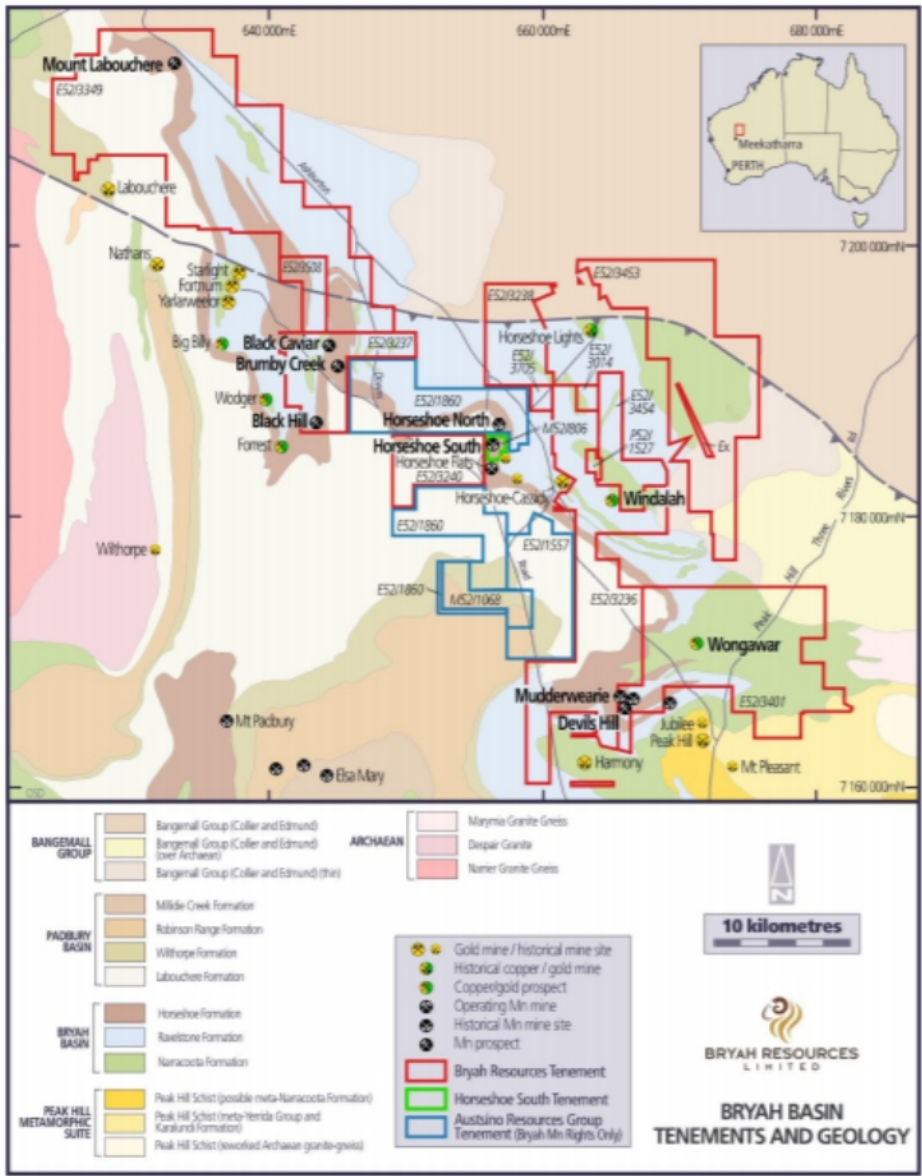 640 000mE
660 000mE
680 000mE
Mount Labouchere
E52/3349
Ashburton
Meekatharra
PERTH
Labouchere
7 200 000mN
Nathans
Starlight
Fortnum
Yarlarweelor
E52/3508
E52/3453
E52/3238
Horseshoe Lights
Big Billy
Black Caviar
E52/3237
Brumby Creek
E52/
3705
E52/
3014
Downs
E52/1860
Wodger
E52/
3454
Horseshoe North
M52/806
Black Hill
P52/
1527
Horseshoe South
Ex
Forrest
Horseshoe Flats
E52/3240
Horseshoe-Cassidy
Windalah
Rd
Rivers
E52/1860
E52/1557
7 180 000mN
Three
Wilthorpe
Road
Hill
E52/1860
M52/1068
E52/3236
Peak
Wongawar
Mudderwearie
E52/3401
Mt Padbury
Devils Hill
Jubilee
Peak Hill
Elsa Mary
Harmony
Mt Pleasant
DSD
7 160 000mN
BANGEMALL
GROUP
Bangemall Group (Collier and Edmund)
Bangemall Group (Collier and Edmund)
(over Archaean)
Bangemall Group (Collier and Edmund) (thin)
ARCHAEAN
Marymia Granite Gneiss
Despair Granite
Narrier Granite Gneiss
PADBURY
BASIN
Millidie Creek Formation
Robinson Range Formation
Wilthorpe Formation
Labouchere Formation
BRYAH
BASIN
Horseshoe Formation
Ravelstone Formation
Narracoota Formation
PEAK HILL
METAMORPHIC
SUITE
Peak Hill Schist (possible meta-Narracoota Formation)
Peak Hill Schist (meta-Yerrida Group and
Karalundi Formation)
Peak Hill Schist (reworked Archaean granite-gneiss)
Gold mine / historical mine site
Historical copper / gold mine
Copper/gold prospect
Operating Mn mine
Historical Mn mine site
Mn prospect
Bryah Resources Tenement
Horseshoe South Tenement
Austsino Resources Group
Tenement (Bryah Mn Rights Only)
N
10 kilometres
BRYAH RESOURCES
LIMITED
BRYAH BASIN
TENEMENTS AND GEOLOGY